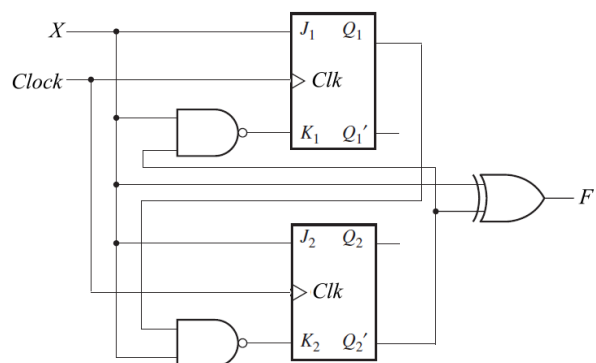 X
Clock
J₁ Q₁
Clk
K₁ Q₁′
F
J₂ Q₂
Clk
K₂ Q₂′